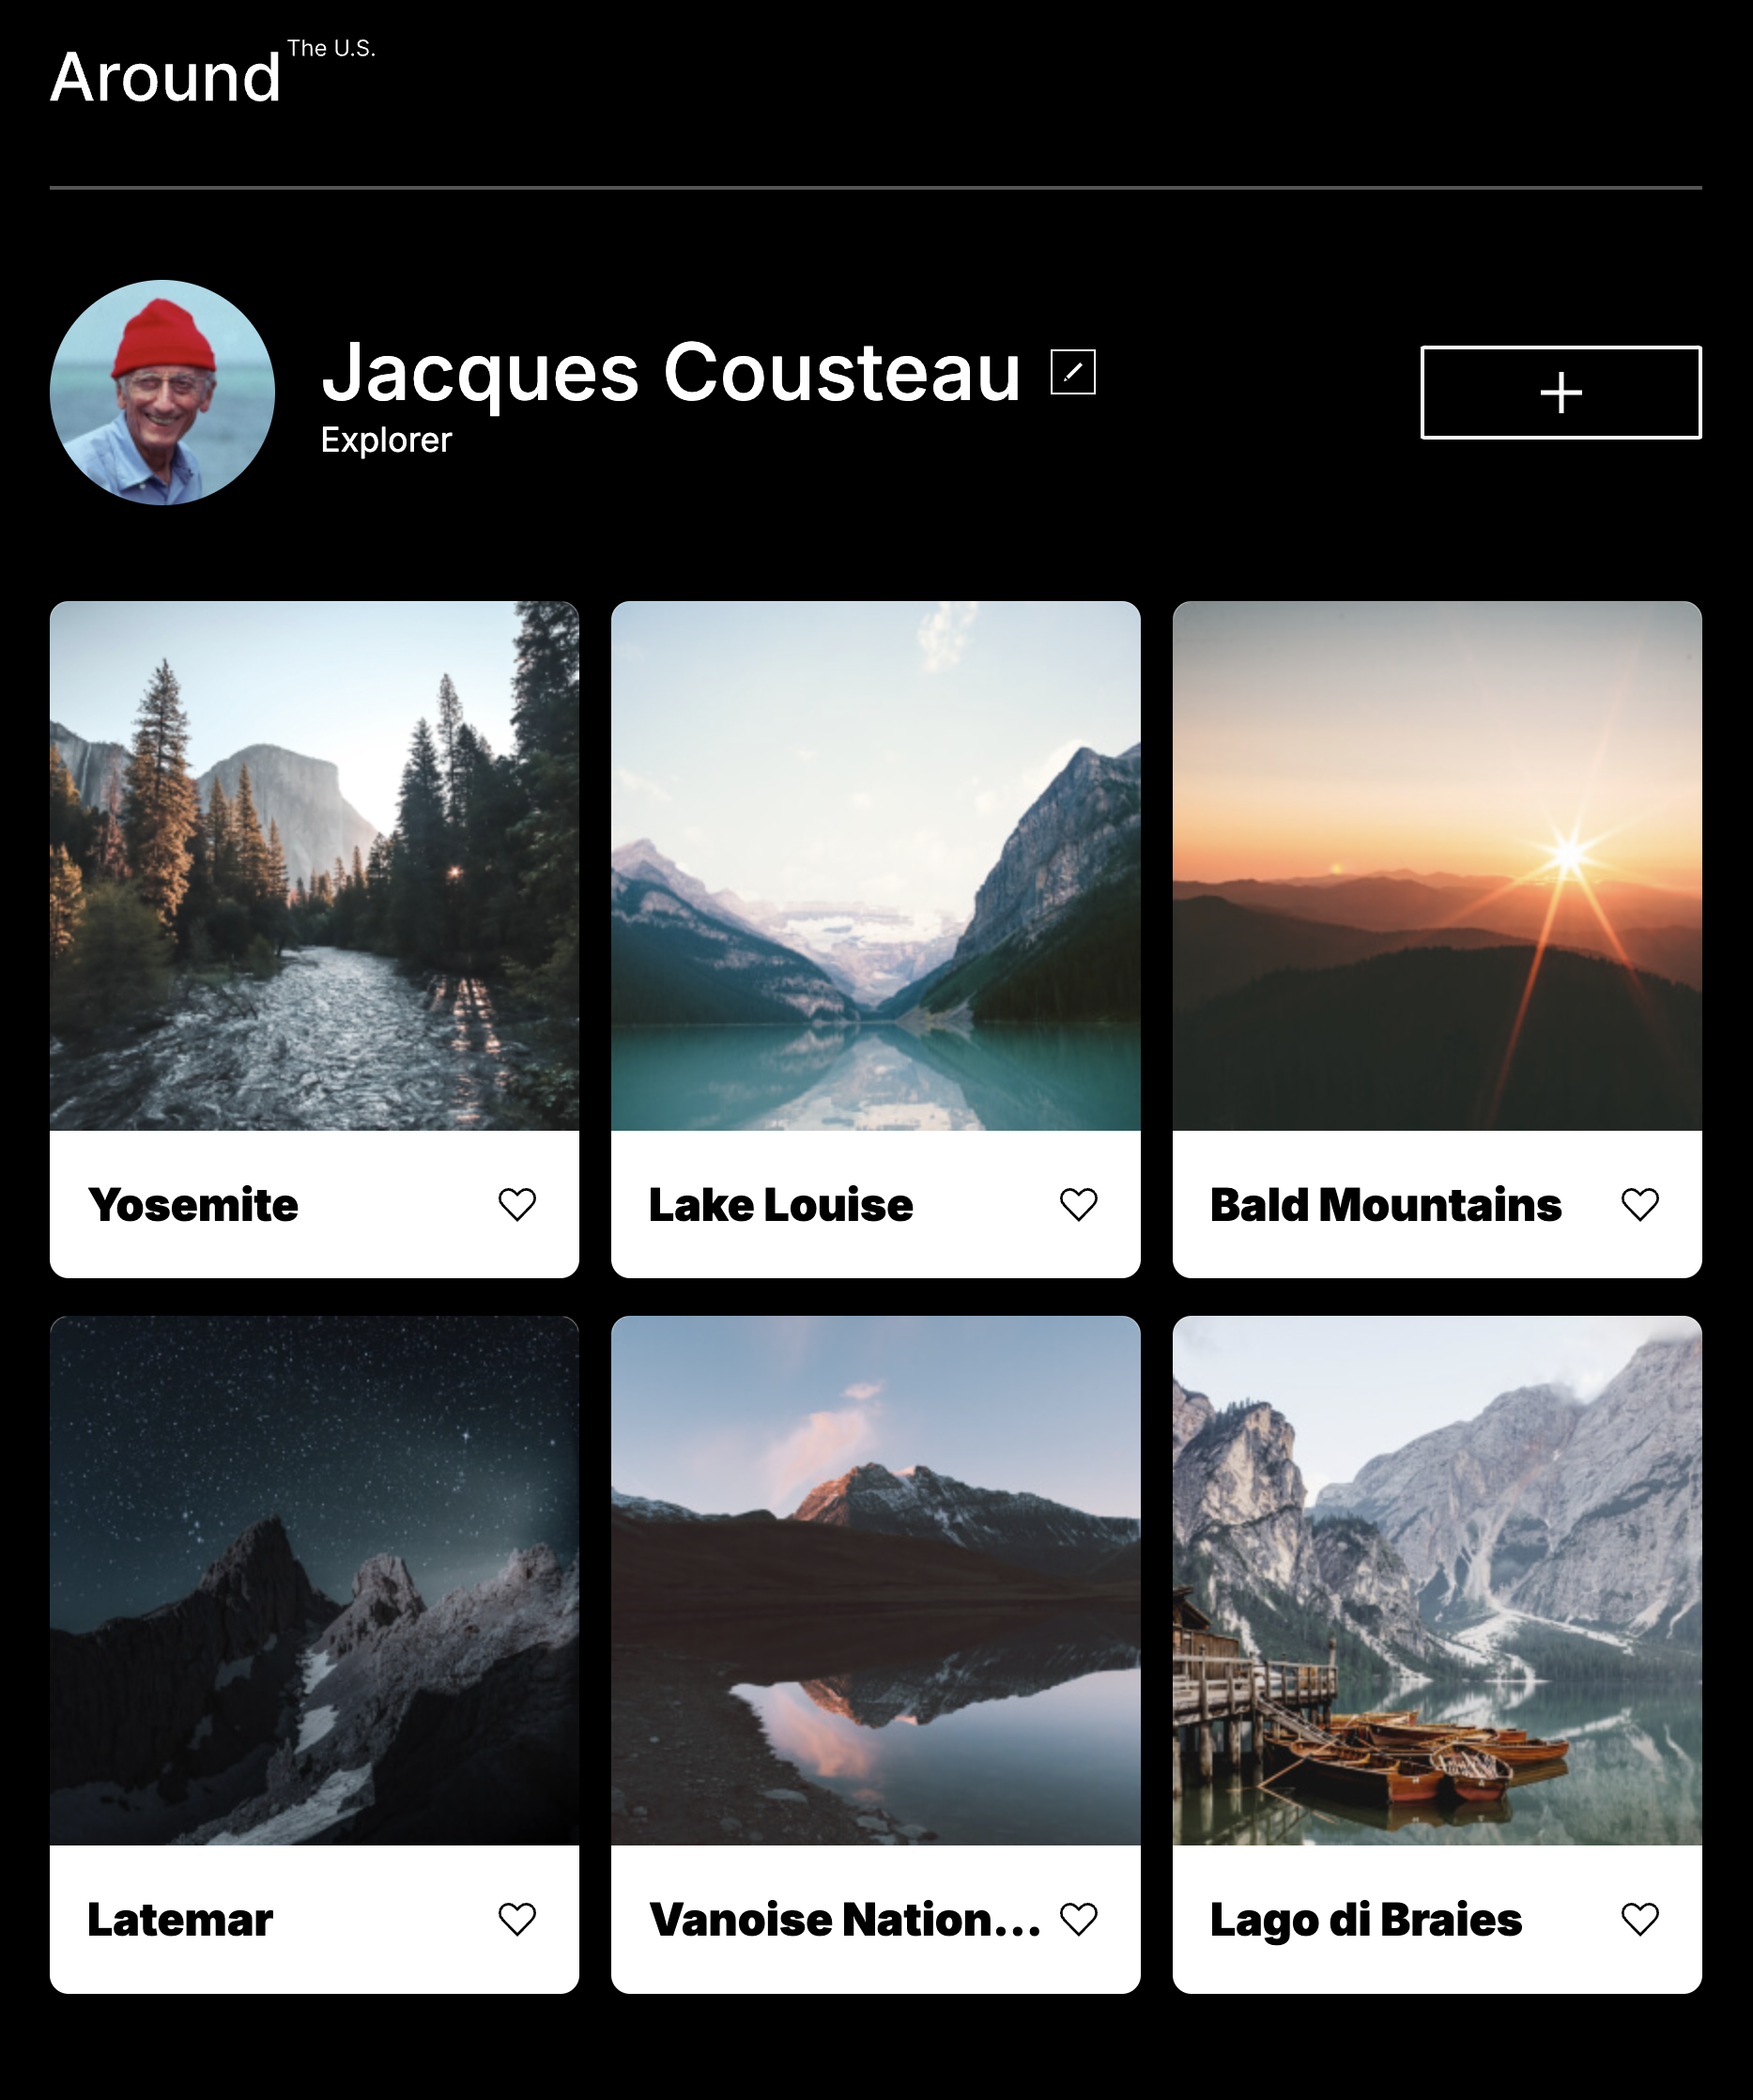 Around The U.S.
Jacques Cousteau
Explorer
Yosemite
Lake Louise
Bald Mountains
Latemar
Vanoise Nation...
Lago di Braies